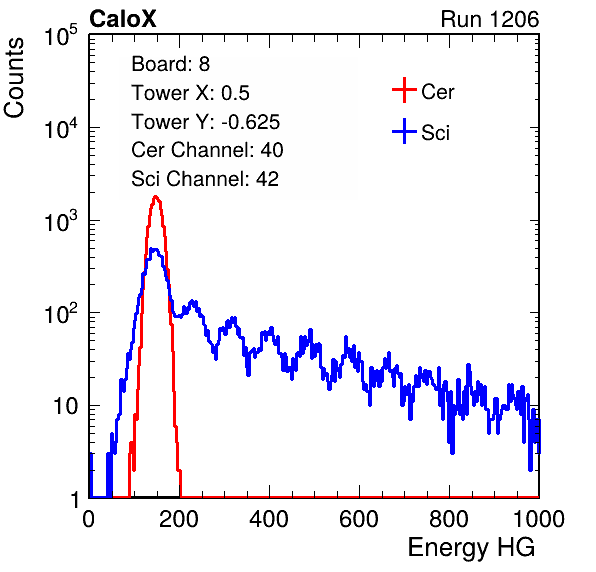 CaloX Run 1206
Counts
10^5
10^4
10^3
10^2
10
1
Board: 8
Tower X: 0.5
Tower Y: -0.625
Cer Channel: 40
Sci Channel: 42
Cer
Sci
0 200 400 600 800 1000
Energy HG